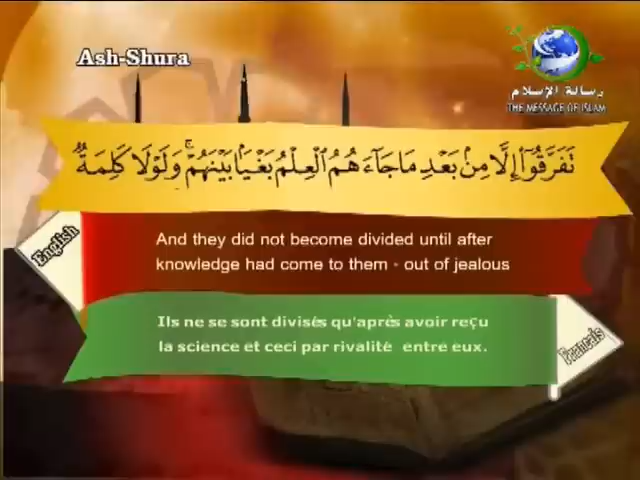 Ash-Shura
رسالة الإسلام
THE MESSAGE OF ISLAM
تَفَرَّقُوٓا۟ إِلَّا مِنۢ بَعْدِ مَا جَآءَهُمُ ٱلْعِلْمُ بَغْيًۢا بَيْنَهُمْ ۚ وَلَوْلَا كَلِمَةٌ
English
And they did not become divided until after
knowledge had come to them - out of jealous
Ils ne se sont divisés qu'après avoir reçu
la science et ceci par rivalité entre eux.
Francais